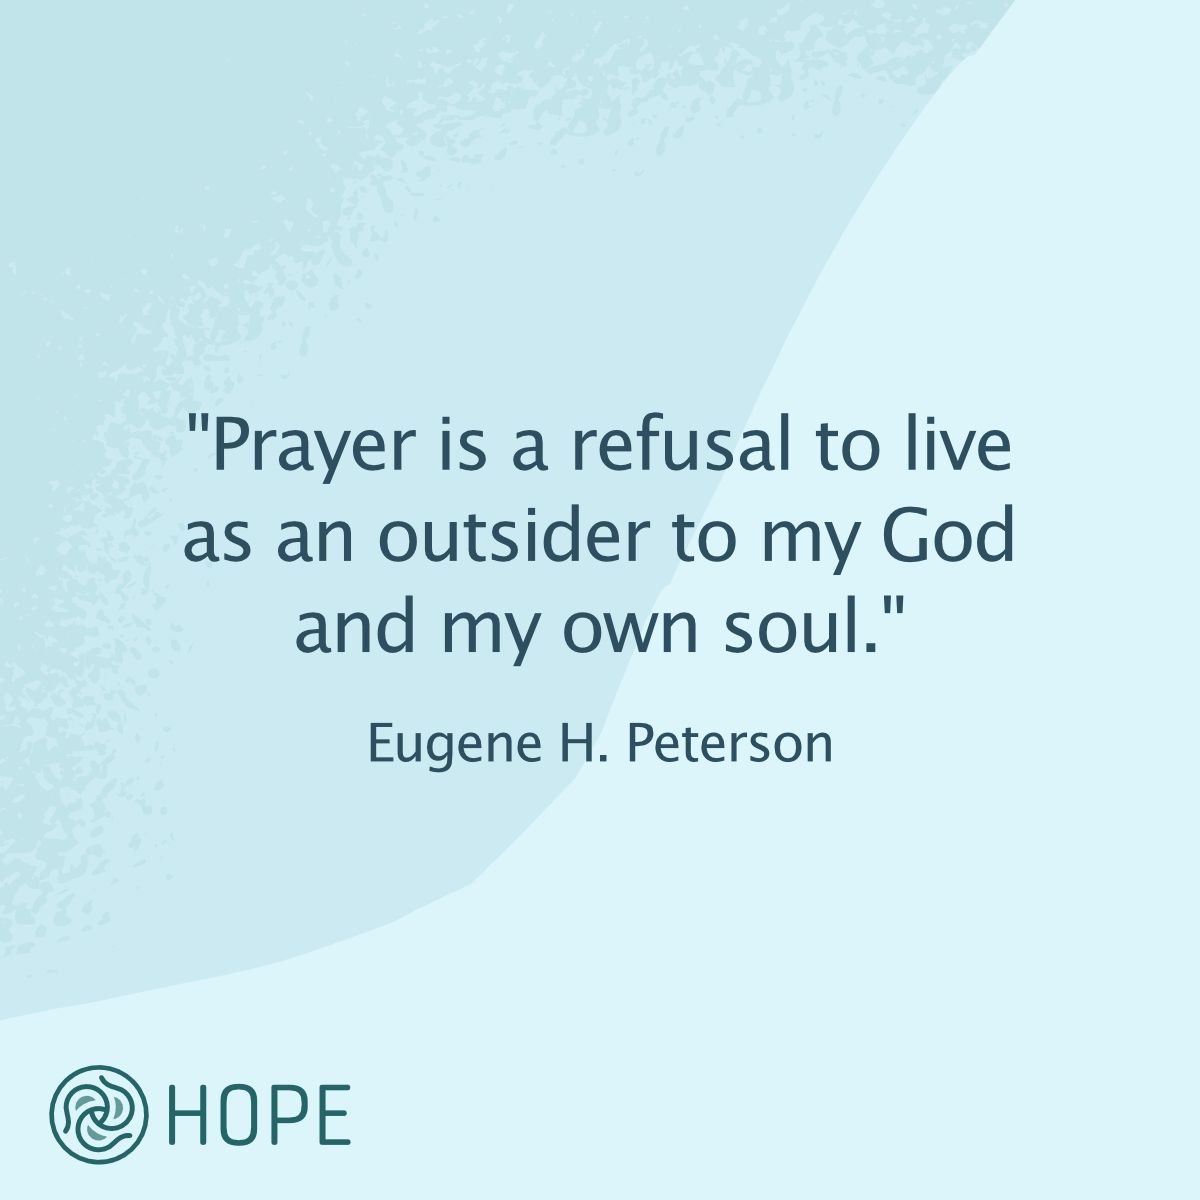 "Prayer is a refusal to live
as an outsider to my God
and my own soul."
Eugene H. Peterson
HOPE